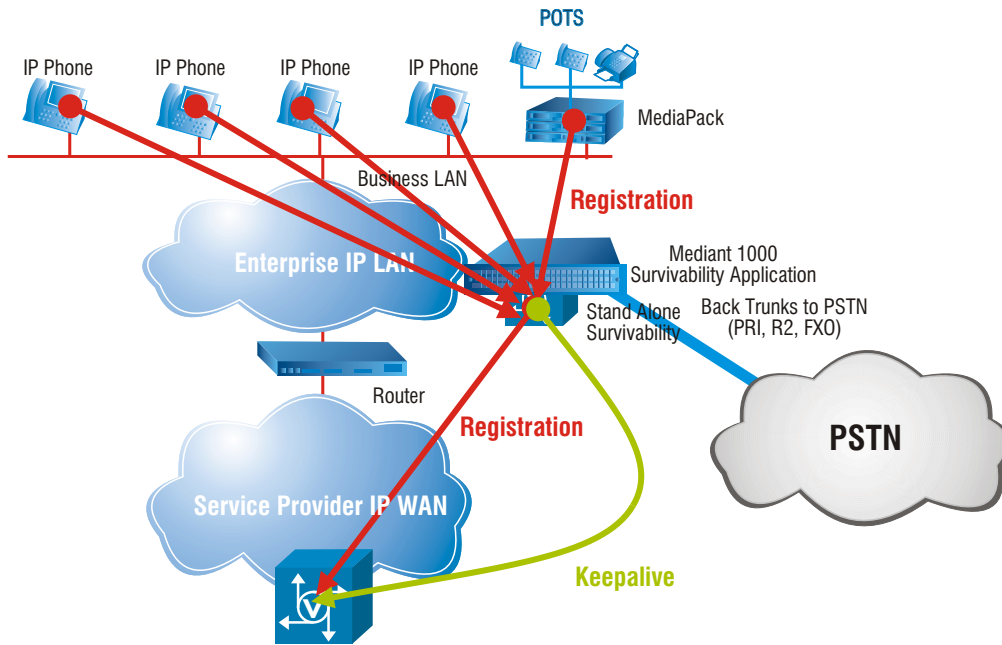 POTS
IP Phone
IP Phone
IP Phone
IP Phone
MediaPack
Business LAN
Registration
Enterprise IP LAN
Mediant 1000
Survivability Application
Stand Alone
Survivability
Back Trunks to PSTN
(PRI, R2, FXO)
Router
Registration
PSTN
Service Provider IP WAN
Keepalive
V